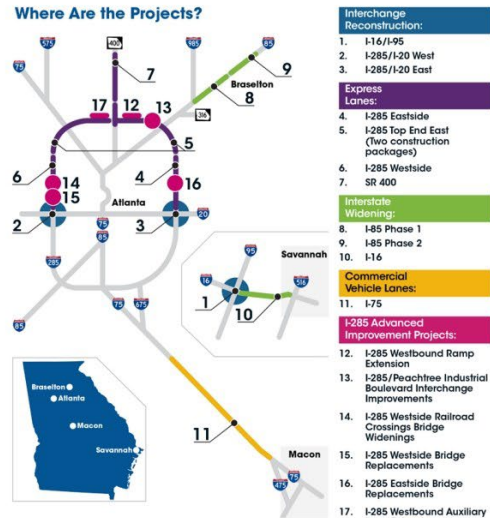 Where Are the Projects?
575
400
985
85
75
7
9
Braselton
8
17
12
13
316
5
6
4
14
15
16
Atlanta
2
3
20
75
85
285
675
85
95
Savannah
16
516
1
10
11
Macon
75
475
Braselton
Atlanta
Macon
Savannah
Interchange
Reconstruction:
1. I-16/I-95
2. I-285/I-20 West
3. I-285/I-20 East
Express
Lanes:
4. I-285 Eastside
5. I-285 Top End East
(Two construction
packages)
6. I-285 Westside
7. SR 400
Interstate
Widening:
8. I-85 Phase 1
9. I-85 Phase 2
10. I-16
Commercial
Vehicle Lanes:
11. I-75
I-285 Advanced
Improvement Projects:
12. I-285 Westbound Ramp
Extension
13. I-285/Peachtree Industrial
Boulevard Interchange
Improvements
14. I-285 Westside Railroad
Crossings Bridge
Widenings
15. I-285 Westside Bridge
Replacements
16. I-285 Eastside Bridge
Replacements
17. I-285 Westbound Auxiliary